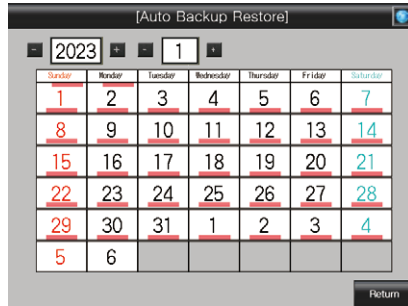 [Auto Backup Restore]
- 2023 + - 1 +
Sunday Monday Tuesday Wednesday Thursday Friday Saturday
1 2 3 4 5 6 7
8 9 10 11 12 13 14
15 16 17 18 19 20 21
22 23 24 25 26 27 28
29 30 31 1 2 3 4
5 6
Return